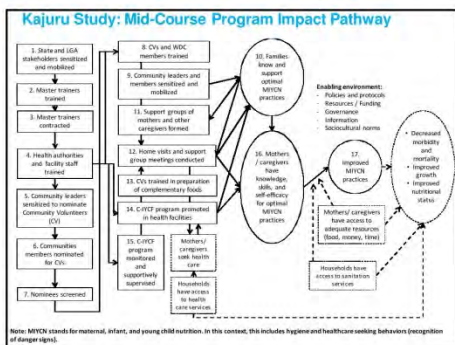 Kajuru Study: Mid-Course Program Impact Pathway
1. State and LGA
stakeholders sensitized
and mobilized
2. Master trainers
trained
3. Master trainers
contracted
4. Health authorities
and facility staff trained
5. Community leaders
sensitized to nominate
Community Volunteers
(CV)
6. Communities
members nominated
for CVs
7. Nominees screened
8. CVs and WDC
members trained
9. Community leaders and
members sensitized and
mobilized
11. Support groups of
mothers and other
caregivers formed
12. Home visits and support
group meetings conducted
13. CVs trained in preparation
of complementary foods
14. C-IYCF program promoted
in health facilities
15. C-IYCF
program
monitored
and
supportively
supervised
Mothers/
caregivers
seek health
care
Households
have access
to health
care services
10. Families
know and
support
optimal
MIYCN
practices
16. Mothers
/ caregivers
have
knowledge,
skills, and
self-efficacy
for optimal
MIYCN
practices
Enabling environment:
• Policies and protocols
• Resources / Funding
• Governance
• Information
• Sociocultural norms
17.
Improved
MIYCN
practices
Mothers/ caregivers
have access to
adequate resources
(food, money, time)
Households have
access to sanitation
services
• Decreased
morbidity
and
mortality
• Improved
growth
• Improved
nutritional
status
Note: MIYCN stands for maternal, infant, and young child nutrition. In this context, this includes hygiene and healthcare seeking behaviors (recognition
of danger signs).